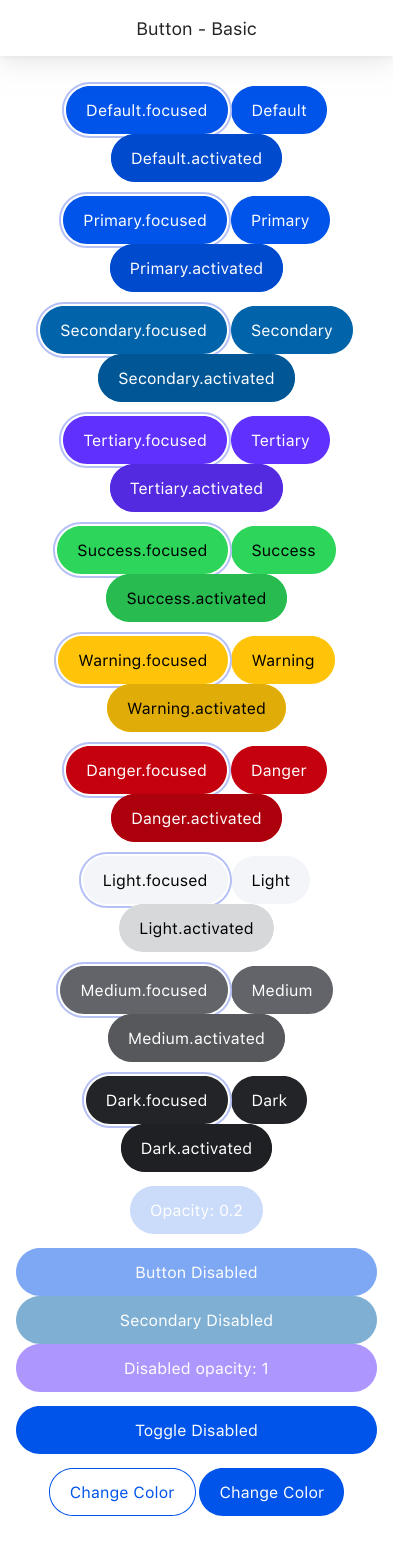 Button - Basic
Default.focused Default
Default.activated
Primary.focused Primary
Primary.activated
Secondary.focused Secondary
Secondary.activated
Tertiary.focused Tertiary
Tertiary.activated
Success.focused Success
Success.activated
Warning.focused Warning
Warning.activated
Danger.focused Danger
Danger.activated
Light.focused Light
Light.activated
Medium.focused Medium
Medium.activated
Dark.focused Dark
Dark.activated
Opacity: 0.2
Button Disabled
Secondary Disabled
Disabled opacity: 1
Toggle Disabled
Change Color Change Color